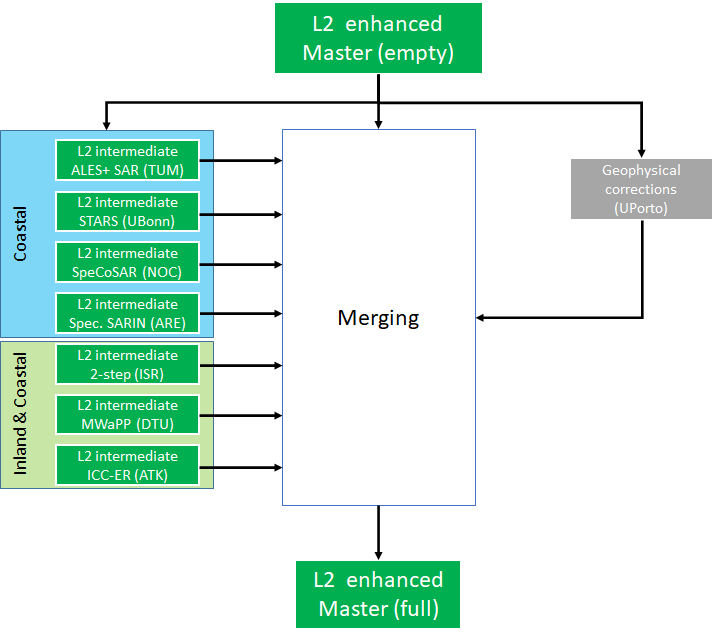 L2 enhanced
Master (empty)
Coastal
L2 intermediate
ALES+ SAR (TUM)
L2 intermediate
STARS (UBonn)
L2 intermediate
SpeCoSAR (NOC)
L2 intermediate
Spec. SARIN (ARE)
Inland & Coastal
L2 intermediate
2-step (ISR)
L2 intermediate
MWaPP (DTU)
L2 intermediate
ICC-ER (ATK)
Merging
Geophysical
corrections
(UPorto)
L2 enhanced
Master (full)